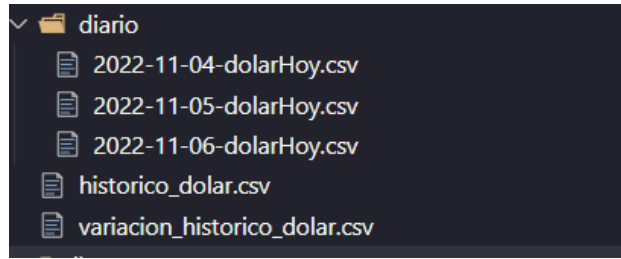 diario
2022-11-04-dolarHoy.csv
2022-11-05-dolarHoy.csv
2022-11-06-dolarHoy.csv
historico_dolar.csv
variacion_historico_dolar.csv